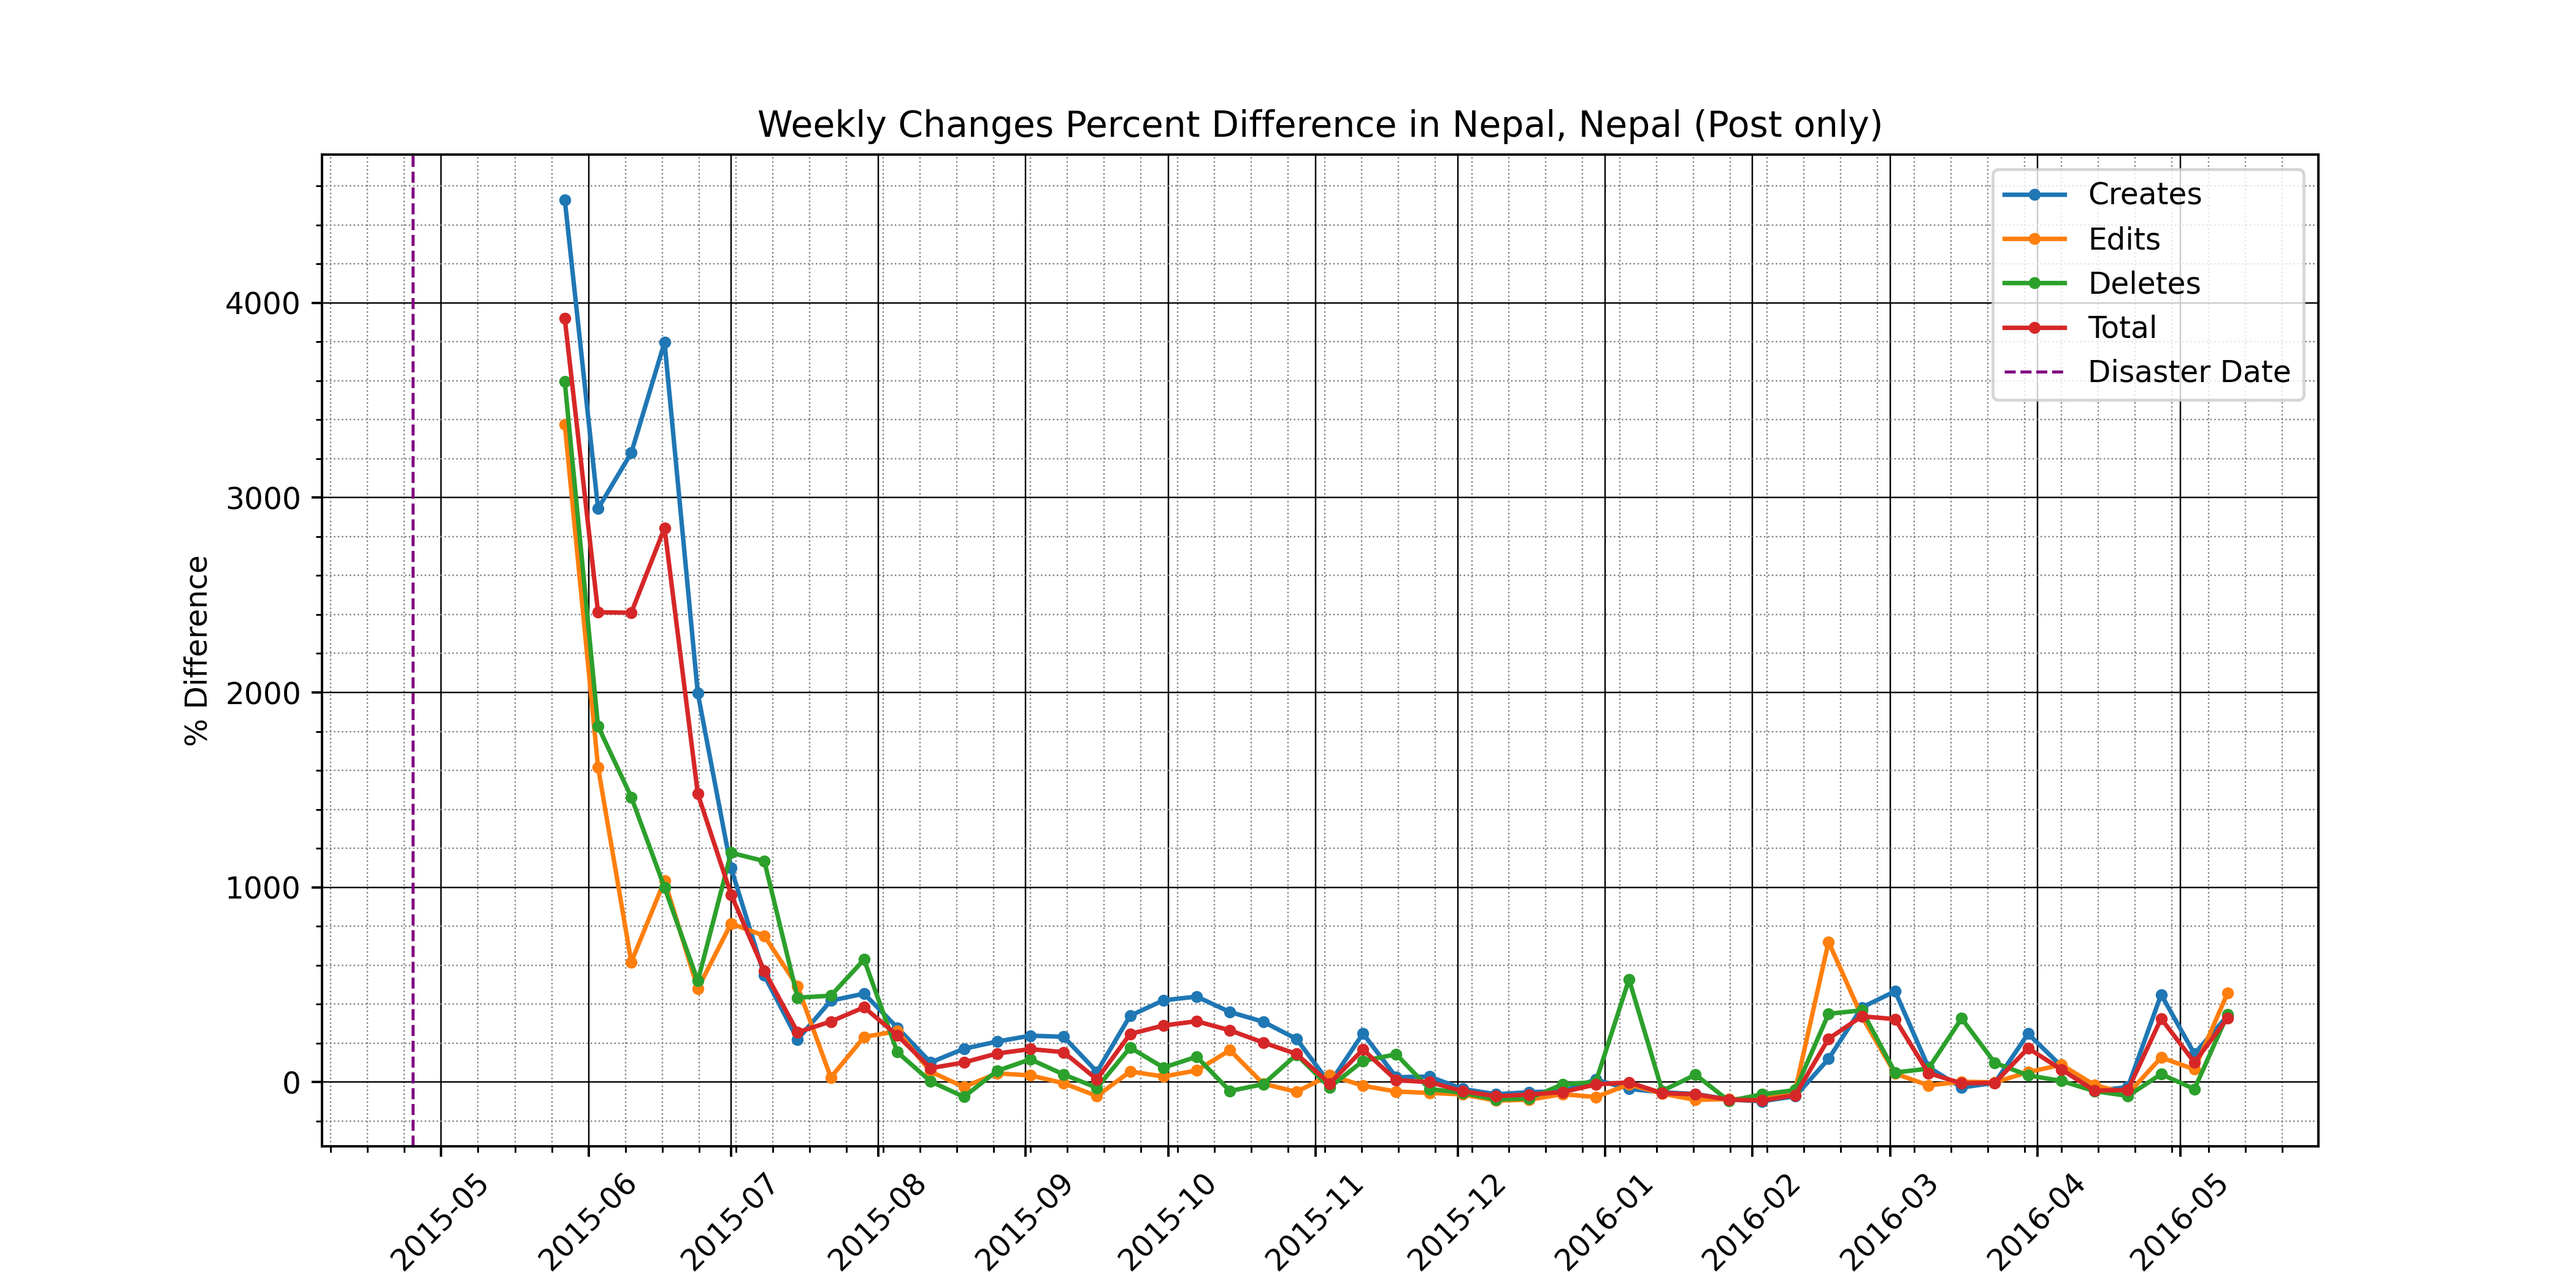 Weekly Changes Percent Difference in Nepal, Nepal (Post only)
Creates
Edits
Deletes
Total
Disaster Date
% Difference
4000
3000
2000
1000
0
2015-05
2015-06
2015-07
2015-08
2015-09
2015-10
2015-11
2015-12
2016-01
2016-02
2016-03
2016-04
2016-05